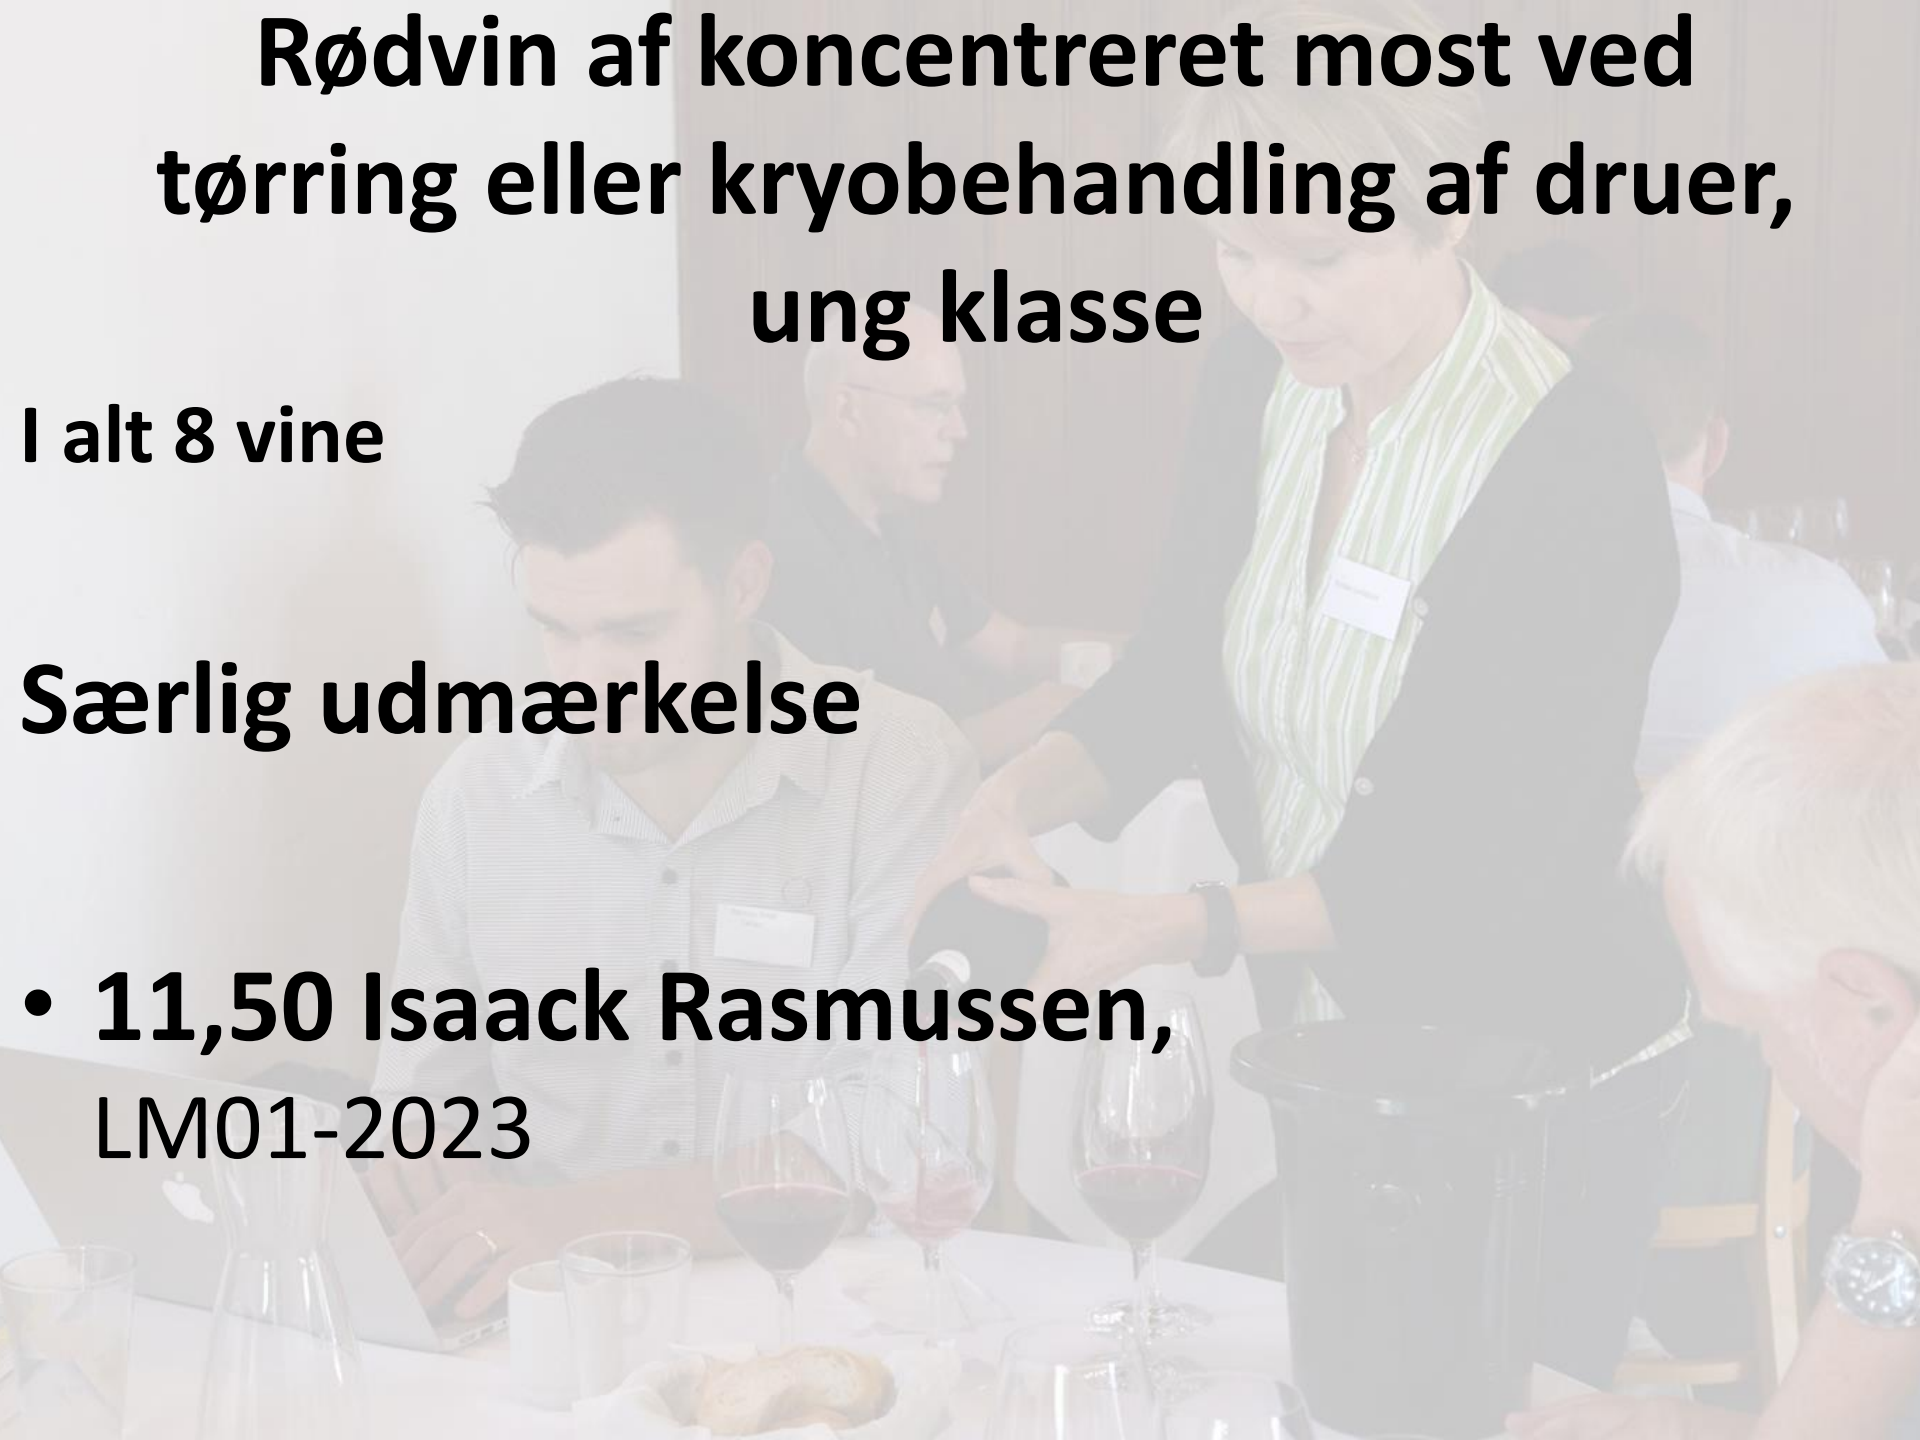 Rødvin af koncentreret most ved
tørring eller kryobehandling af druer,
ung klasse
I alt 8 vine
Særlig udmærkelse
• 11,50 Isaack Rasmussen,
LM01-2023